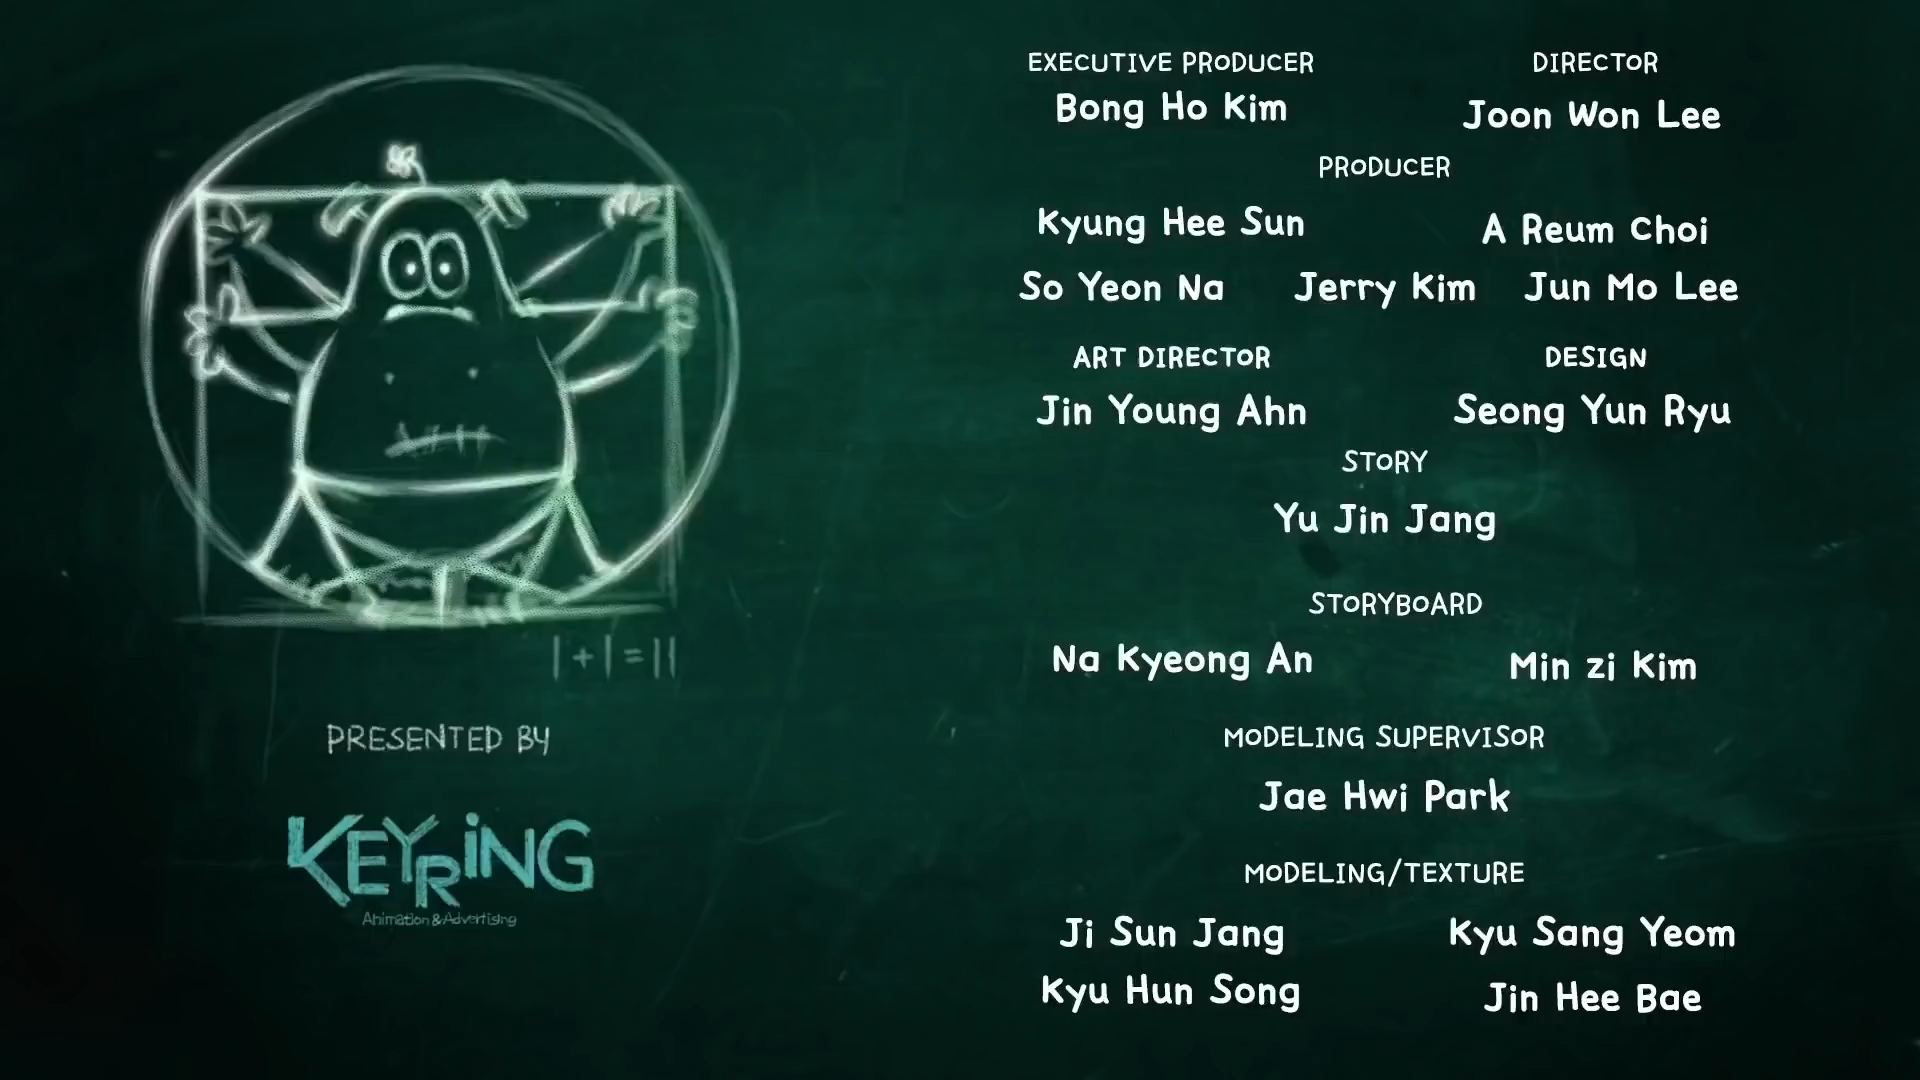 1+1=11
PRESENTED BY
KEYRiNG
Animation & Advertising
EXECUTIVE PRODUCER DIRECTOR
Bong Ho Kim Joon Won Lee
PRODUCER
Kyung Hee Sun A Reum Choi
So Yeon Na Jerry Kim Jun Mo Lee
ART DIRECTOR DESIGN
Jin Young Ahn Seong Yun Ryu
STORY
Yu Jin Jang
STORYBOARD
Na Kyeong An Min zi Kim
MODELING SUPERVISOR
Jae Hwi Park
MODELING/TEXTURE
Ji Sun Jang Kyu Sang Yeom
Kyu Hun Song Jin Hee Bae